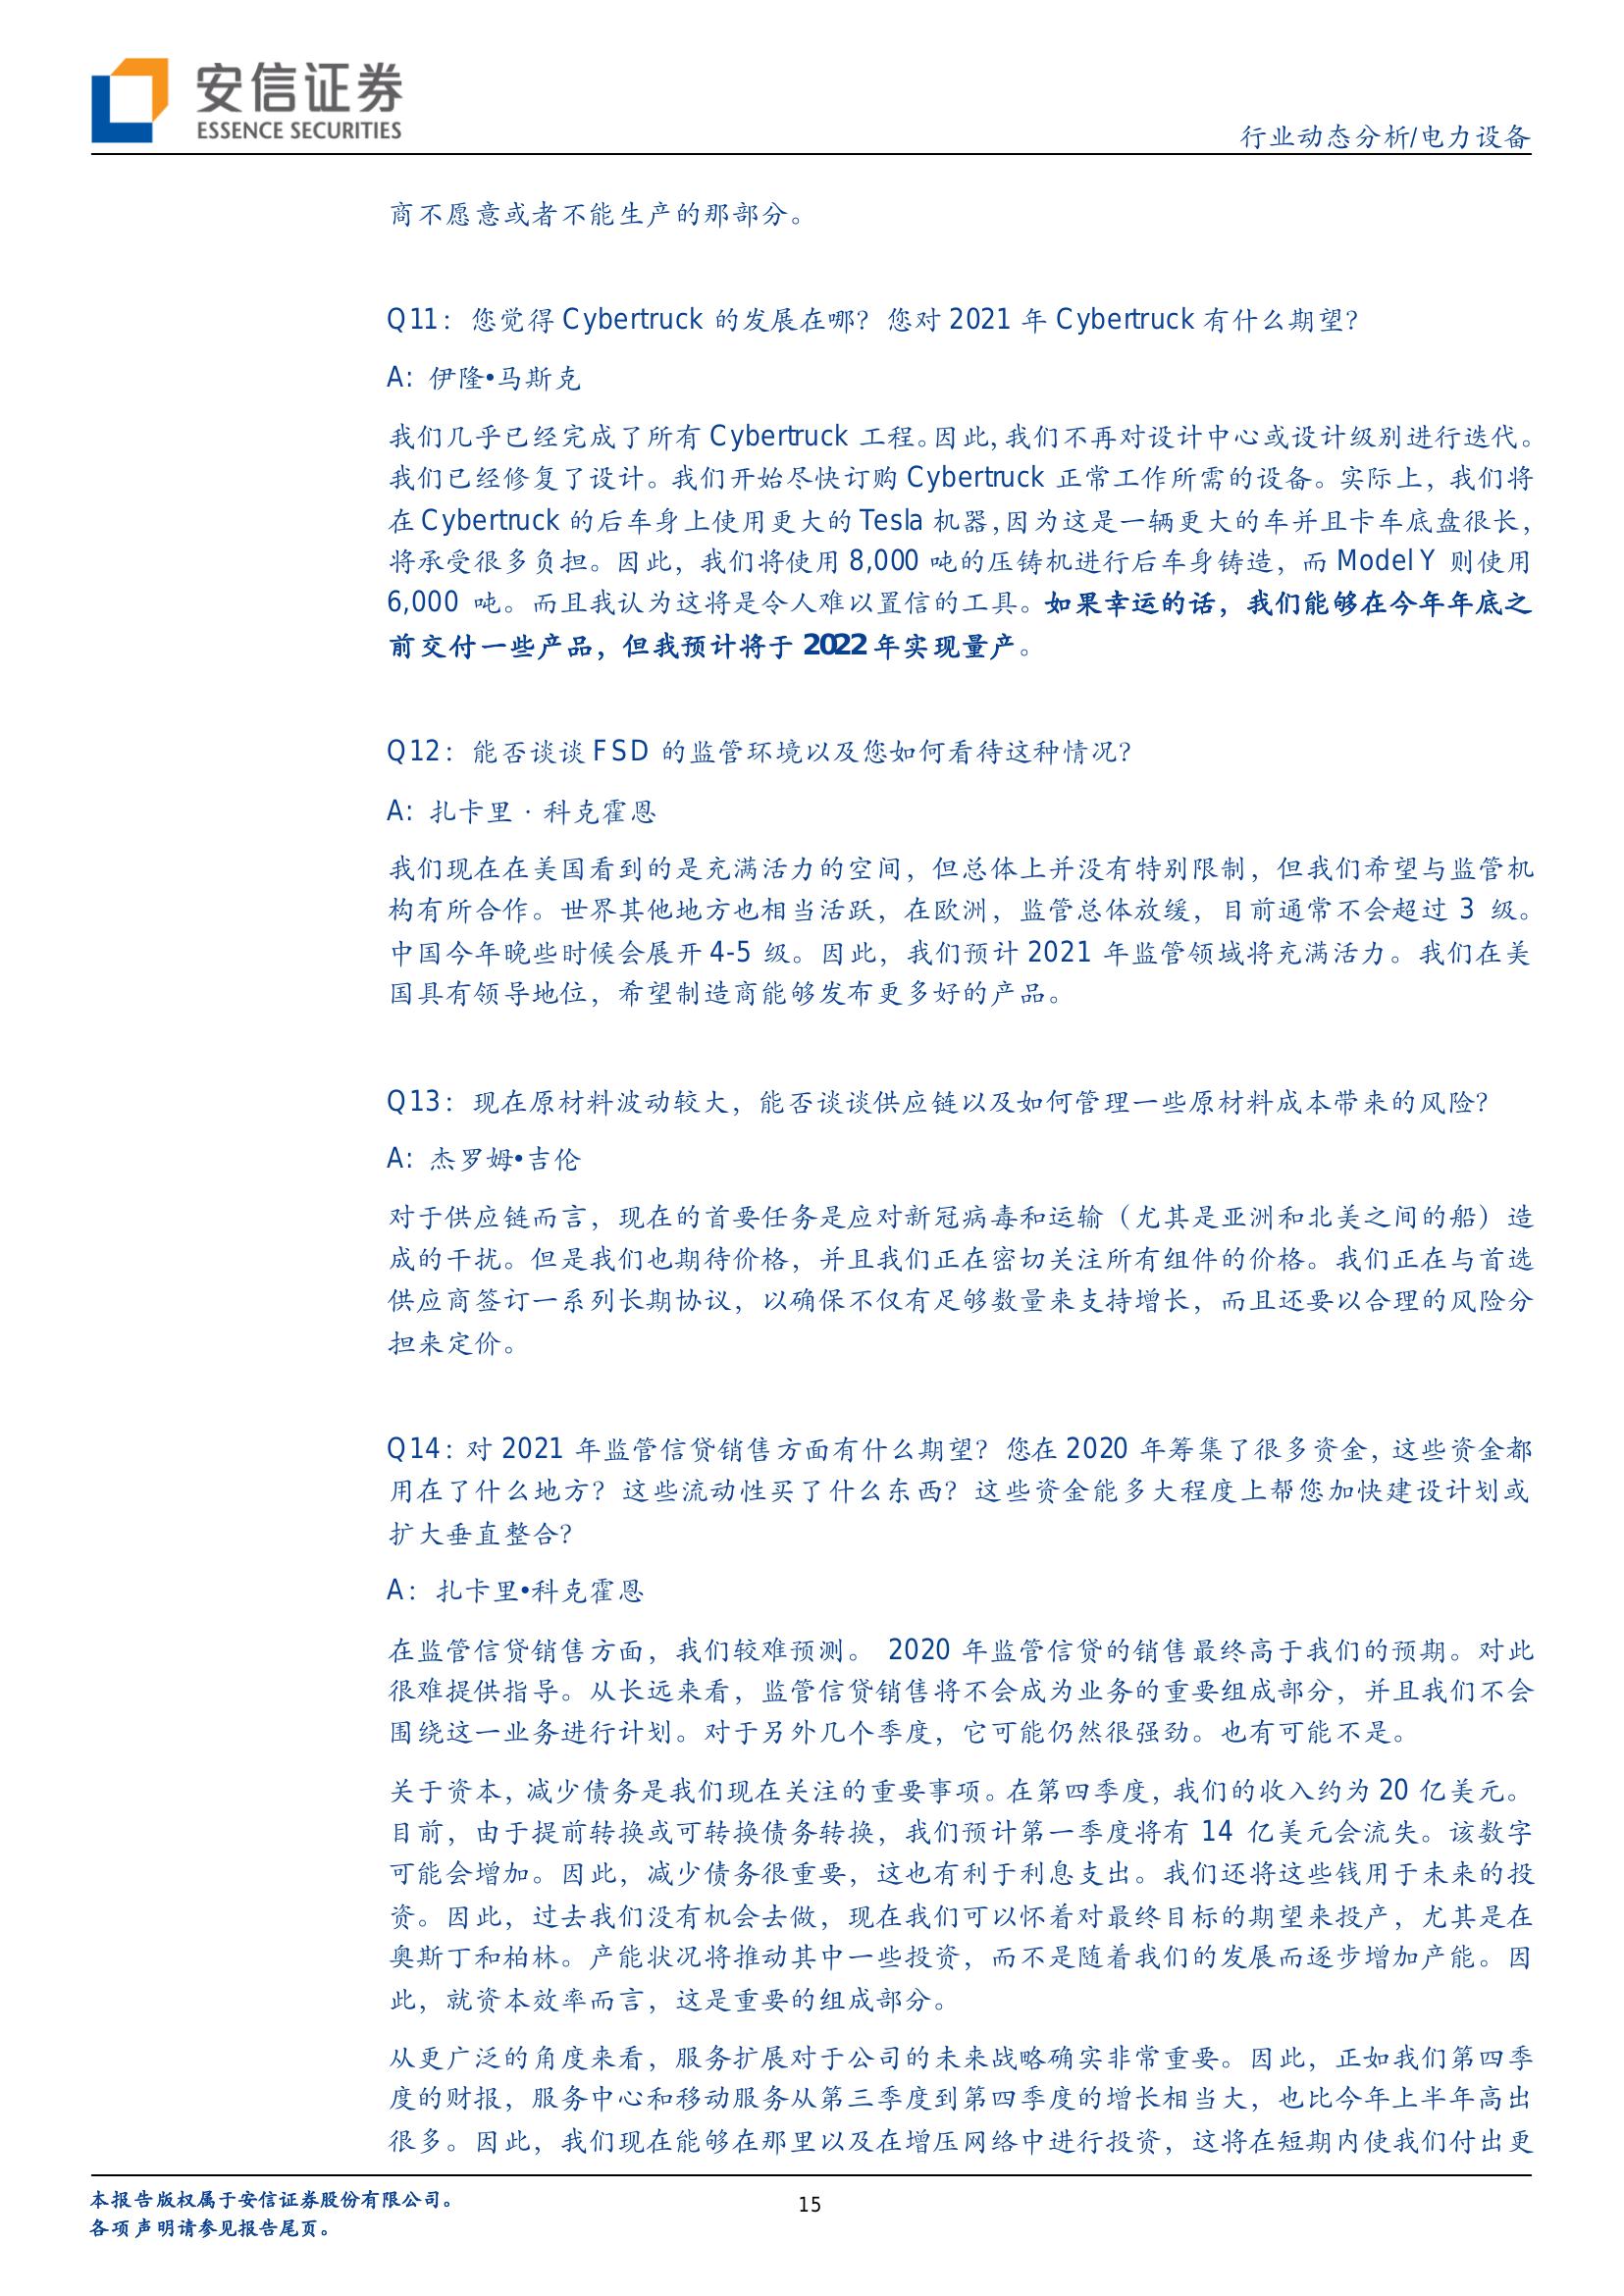 安信证券
ESSENCE SECURITIES
行业动态分析/电力设备
商不愿意或者不能生产的那部分。
Q11：您觉得 Cybertruck 的发展在哪？您对 2021 年 Cybertruck 有什么期望？
A：伊隆•马斯克
我们几乎已经完成了所有 Cybertruck 工程。因此，我们不再对设计中心或设计级别进行迭代。
我们已经修复了设计。我们开始尽快订购 Cybertruck 正常工作所需的设备。实际上，我们将
在 Cybertruck 的后车身上使用更大的 Tesla 机器，因为这是一辆更大的车并且卡车底盘很长，
将承受很多负担。因此，我们将使用 8,000 吨的压铸机进行后车身铸造，而 Model Y 则使用
6,000 吨。而且我认为这将是令人难以置信的工具。如果幸运的话，我们能够在今年年底之
前交付一些产品，但我预计将于 2022 年实现量产。
Q12：能否谈谈 FSD 的监管环境以及您如何看待这种情况？
A：扎卡里 · 科克霍恩
我们现在在美国看到的是充满活力的空间，但总体上并没有特别限制，但我们希望与监管机
构有所合作。世界其他地方也相当活跃，在欧洲，监管总体放缓，目前通常不会超过 3 级。
中国今年晚些时候会展开 4-5 级。因此，我们预计 2021 年监管领域将充满活力。我们在美
国具有领导地位，希望制造商能够发布更多好的产品。
Q13：现在原材料波动较大，能否谈谈供应链以及如何管理一些原材料成本带来的风险？
A：杰罗姆•吉伦
对于供应链而言，现在的首要任务是应对新冠病毒和运输（尤其是亚洲和北美之间的船）造
成的干扰。但是我们也期待价格，并且我们正在密切关注所有组件的价格。我们正在与首选
供应商签订一系列长期协议，以确保不仅有足够数量来支持增长，而且还要以合理的风险分
担来定价。
Q14：对 2021 年监管信贷销售方面有什么期望？您在 2020 年筹集了很多资金，这些资金都
用在了什么地方？这些流动性买了什么东西？这些资金能多大程度上帮您加快建设计划或
扩大垂直整合？
A：扎卡里•科克霍恩
在监管信贷销售方面，我们较难预测。 2020 年监管信贷的销售最终高于我们的预期。对此
很难提供指导。从长远来看，监管信贷销售将不会成为业务的重要组成部分，并且我们不会
围绕这一业务进行计划。对于另外几个季度，它可能仍然很强劲。也有可能不是。
关于资本，减少债务是我们现在关注的重要事项。在第四季度，我们的收入约为 20 亿美元。
目前，由于提前转换或可转换债务转换，我们预计第一季度将有 14 亿美元会流失。该数字
可能会增加。因此，减少债务很重要，这也有利于利息支出。我们还将这些钱用于未来的投
资。因此，过去我们没有机会去做，现在我们可以怀着对最终目标的期望来投产，尤其是在
奥斯丁和柏林。产能状况将推动其中一些投资，而不是随着我们的发展而逐步增加产能。因
此，就资本效率而言，这是重要的组成部分。
从更广泛的角度来看，服务扩展对于公司的未来战略确实非常重要。因此，正如我们第四季
度的财报，服务中心和移动服务从第三季度到第四季度的增长相当大，也比今年上半年高出
很多。因此，我们现在能够在那里以及在增压网络中进行投资，这将在短期内使我们付出更
本报告版权属于安信证券股份有限公司。
各项声明请参见报告尾页。
15